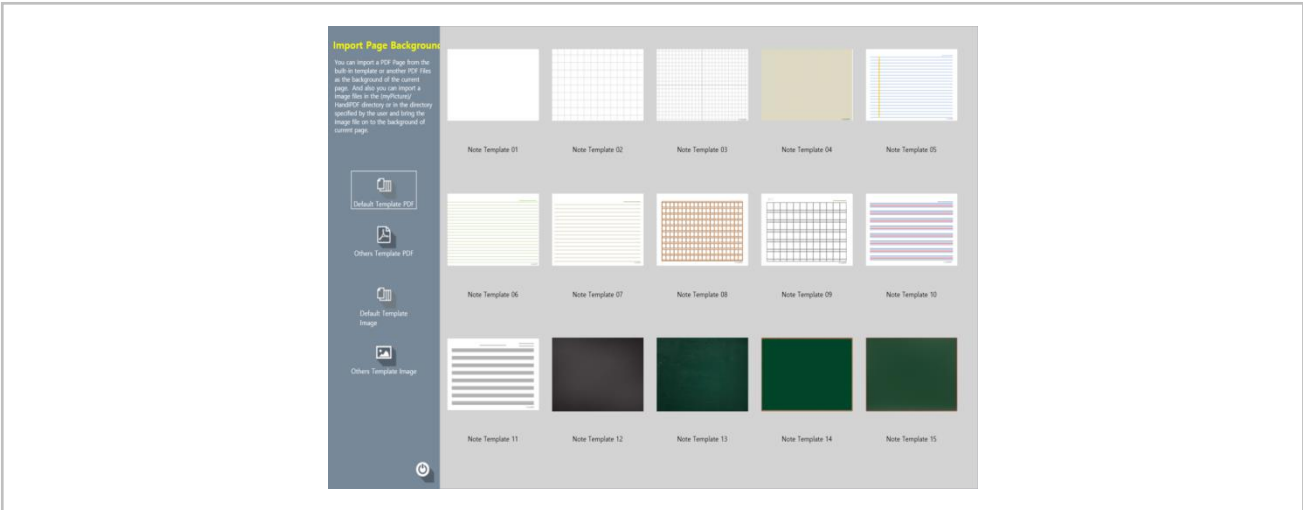 Import Page Background
You can import a PDF Page from the
built-in template or another PDF Files
as the background of the current
page. And also you can import a
image files in the (myPicture)/
HandiPDF directory or in the directory
specified by the user and bring the
image file on to the background of
current page.
Default Template PDF
Others Template PDF
Default Template
Image
Others Template Image
Note Template 01
Note Template 02
Note Template 03
Note Template 04
Note Template 05
Note Template 06
Note Template 07
Note Template 08
Note Template 09
Note Template 10
Note Template 11
Note Template 12
Note Template 13
Note Template 14
Note Template 15